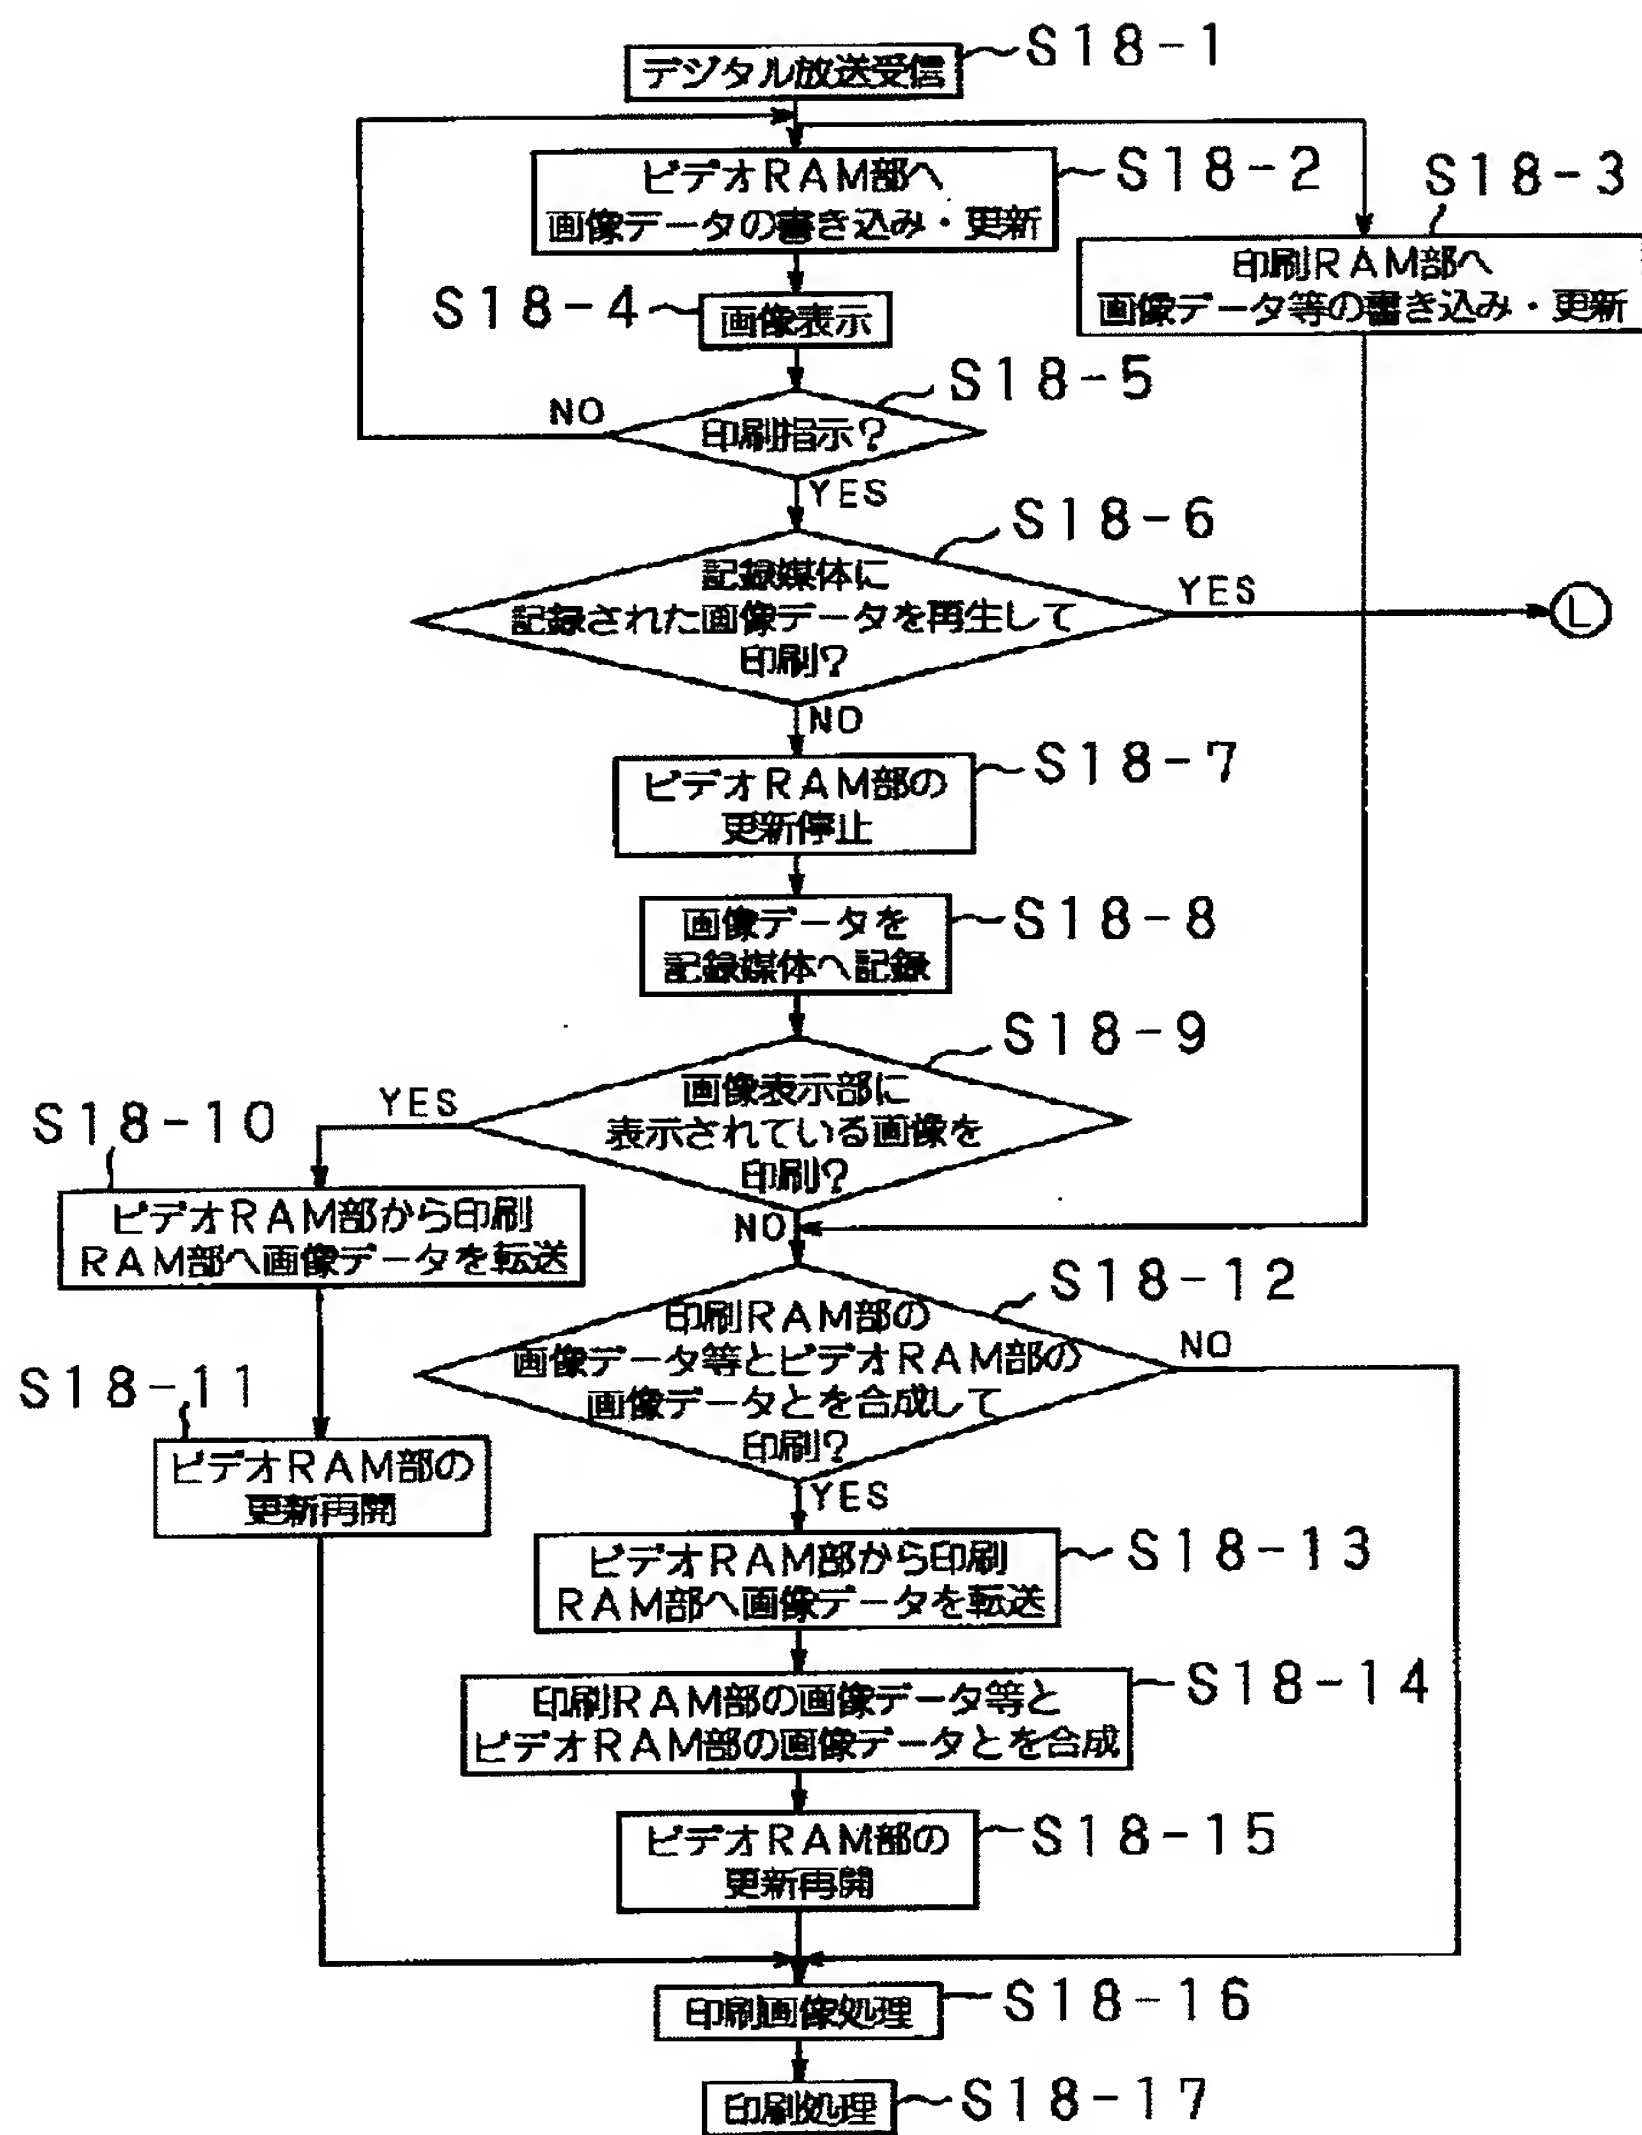 デジタル放送受信
S18-1
ビデオRAM部へ
画像データの書き込み・更新
S18-2
S18-3
印刷RAM部へ
画像データ等の書き込み・更新
S18-4
画像表示
S18-5
印刷指示?
NO
YES
S18-6
記録媒体に
記録された画像データを再生して
印刷?
YES
L
NO
S18-7
ビデオRAM部の
更新停止
S18-8
画像データを
記録媒体へ記録
S18-9
画像表示部に
表示されている画像を
印刷?
YES
S18-10
ビデオRAM部から印刷
RAM部へ画像データを転送
NO
S18-11
ビデオRAM部の
更新再開
S18-12
印刷RAM部の
画像データ等とビデオRAM部の
画像データとを合成して
印刷?
NO
YES
S18-13
ビデオRAM部から印刷
RAM部へ画像データを転送
S18-14
印刷RAM部の画像データ等と
ビデオRAM部の画像データとを合成
S18-15
ビデオRAM部の
更新再開
S18-16
印刷画像処理
S18-17
印刷処理